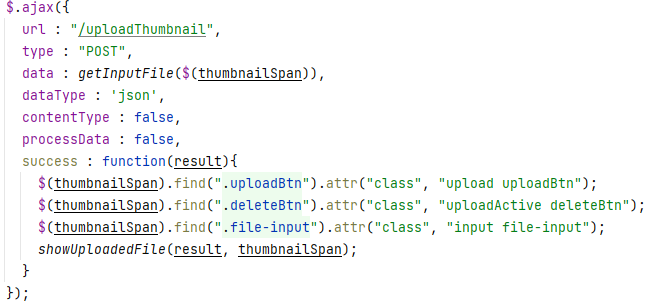 $.ajax({
url : "/uploadThumbnail",
type : "POST",
data : getInputFile($(thumbnailSpan)),
dataType : 'json',
contentType : false,
processData : false,
success : function(result){
$(thumbnailSpan).find(".uploadBtn").attr("class", "upload uploadBtn");
$(thumbnailSpan).find(".deleteBtn").attr("class", "uploadActive deleteBtn");
$(thumbnailSpan).find(".file-input").attr("class", "input file-input");
showUploadedFile(result, thumbnailSpan);
}
});